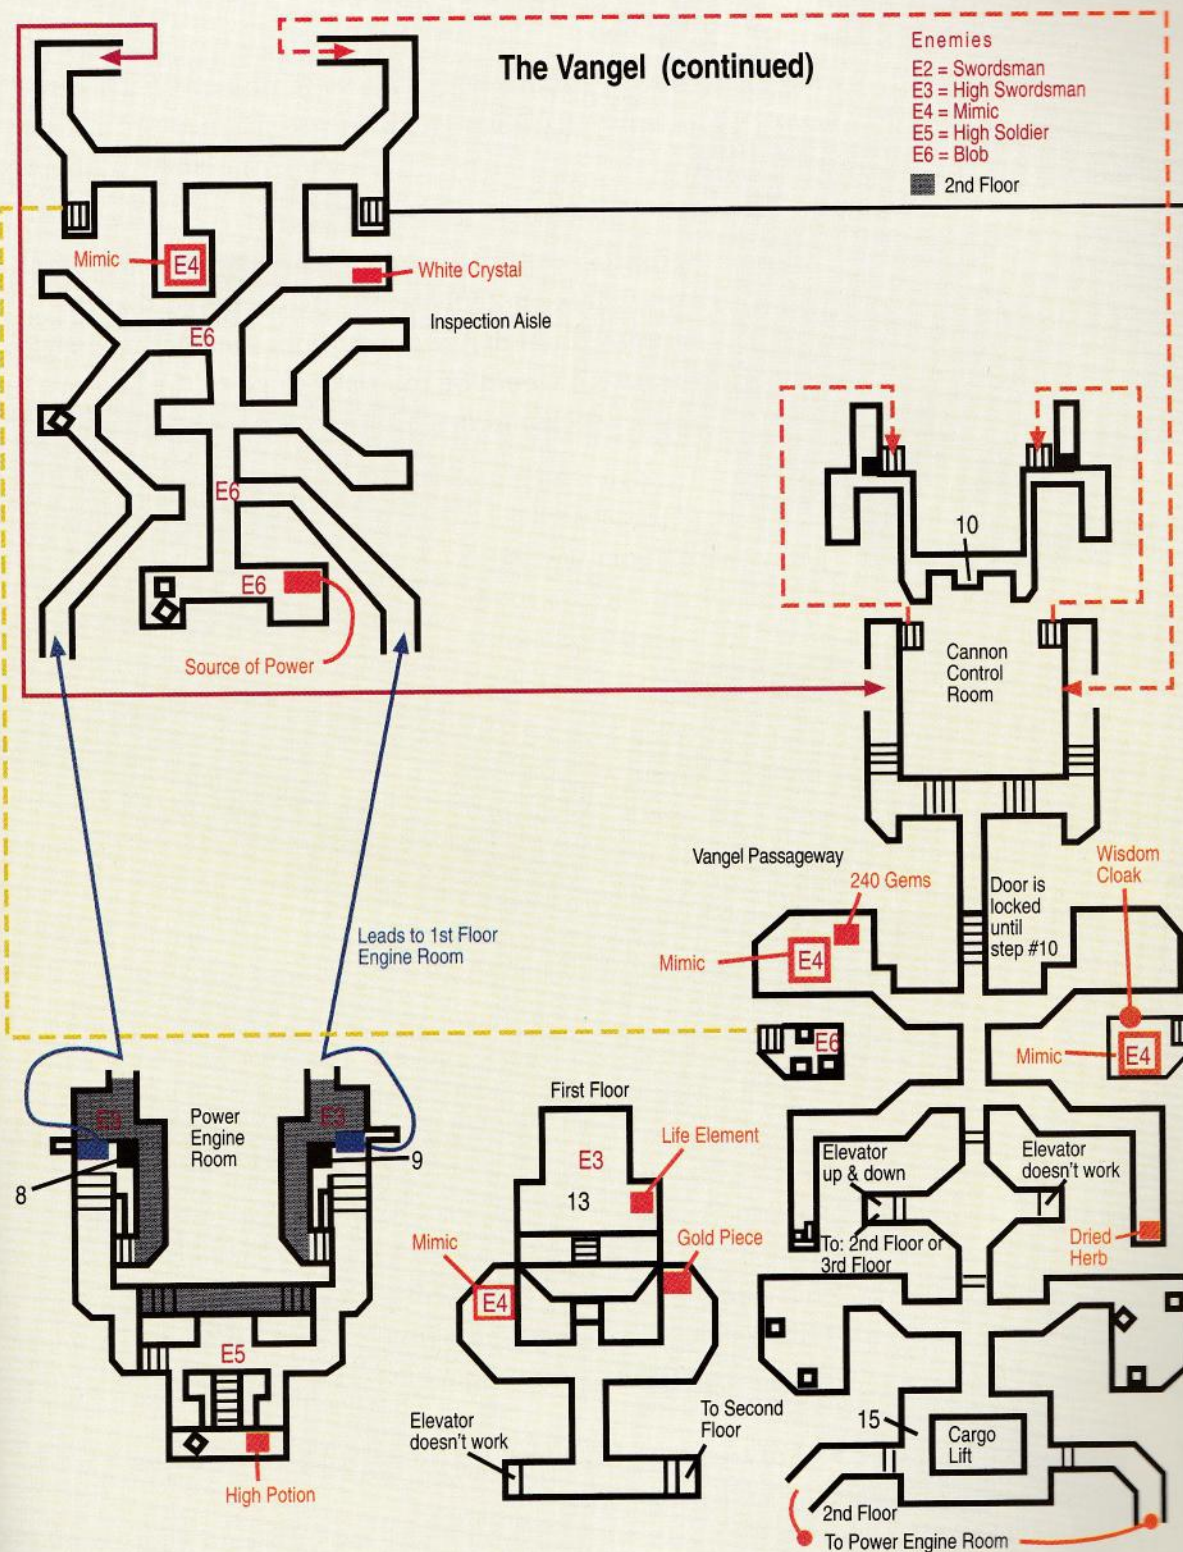 The Vangel (continued)
Enemies
E2 = Swordsman
E3 = High Swordsman
E4 = Mimic
E5 = High Soldier
E6 = Blob
2nd Floor
Mimic
E4
White Crystal
Inspection Aisle
E6
E6
E6
Source of Power
10
Cannon
Control
Room
Vangel Passageway
240 Gems
Wisdom
Cloak
Door is
locked
until
step #10
Mimic
E4
Leads to 1st Floor
Engine Room
E6
Mimic
E4
First Floor
E3
E3
Power
Engine
Room
8
9
Life Element
E3
13
Elevator
up & down
Elevator
doesn't work
To: 2nd Floor or
3rd Floor
Dried
Herb
Mimic
E4
Gold Piece
E5
High Potion
Elevator
doesn't work
To Second
Floor
15
Cargo
Lift
2nd Floor
To Power Engine Room